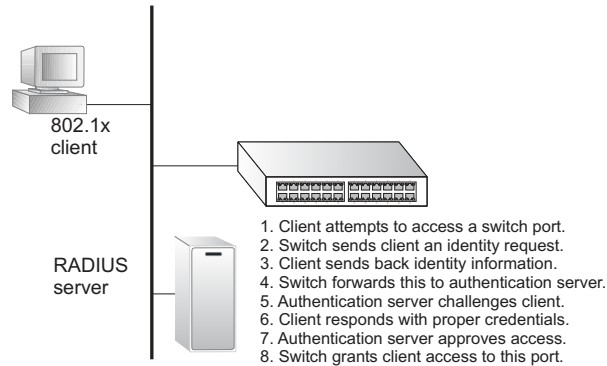 802.1x
client
RADIUS
server
1. Client attempts to access a switch port.
2. Switch sends client an identity request.
3. Client sends back identity information.
4. Switch forwards this to authentication server.
5. Authentication server challenges client.
6. Client responds with proper credentials.
7. Authentication server approves access.
8. Switch grants client access to this port.